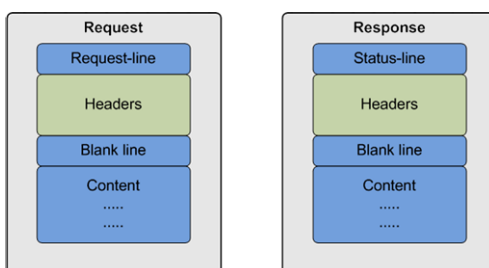 Request
Request-line
Headers
Blank line
Content
.....
.....
Response
Status-line
Headers
Blank line
Content
.....
.....